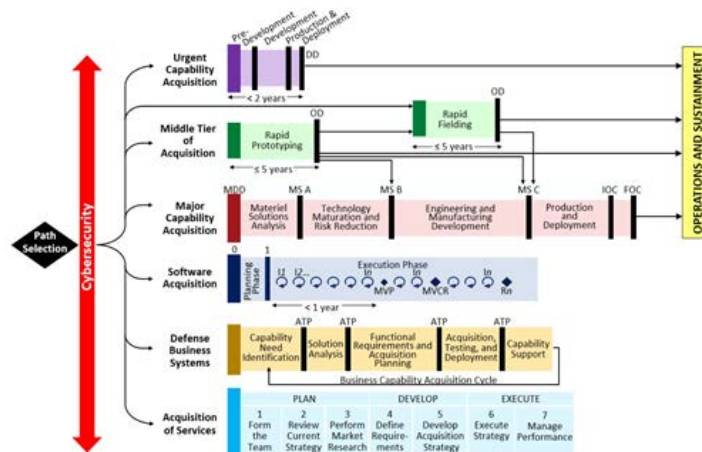 Path
Selection
Cybersecurity
Urgent
Capability
Acquisition
Pre-
Development
Development
Production &
Deployment
DD
< 2 years
Middle Tier
of
Acquisition
Rapid
Prototyping
OD
≤ 5 years
Rapid
Fielding
OD
≤ 5 years
Major
Capability
Acquisition
MDD
Materiel
Solutions
Analysis
MS A
Technology
Maturation and
Risk Reduction
MS B
Engineering and
Manufacturing
Development
MS C
Production
and
Deployment
IOC
FOC
Software
Acquisition
0
Planning
Phase
1
Execution Phase
I1
I2...
In
In
In
MVP
MVCR
Rn
< 1 year
Defense
Business
Systems
Capability
Need
Identification
ATP
Solution
Analysis
ATP
Functional
Requirements and
Acquisition
Planning
ATP
Acquisition,
Testing, and
Deployment
ATP
Capability
Support
Business Capability Acquisition Cycle
Acquisition
of Services
PLAN
DEVELOP
EXECUTE
1
Form
the
Team
2
Review
Current
Strategy
3
Perform
Market
Research
4
Define
Require-
ments
5
Develop
Acquisition
Strategy
6
Execute
Strategy
7
Manage
Performance
OPERATIONS AND SUSTAINMENT